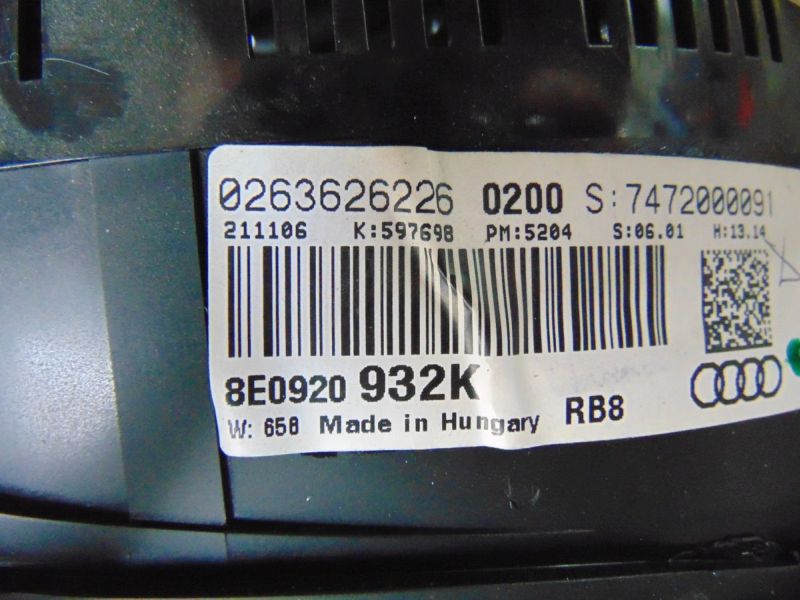 0263626226 0200 S:7472000091
211106 K:597698 PM:5204 S:06.01 H:13.14
8E0920 932K
W: 658 Made in Hungary RB8